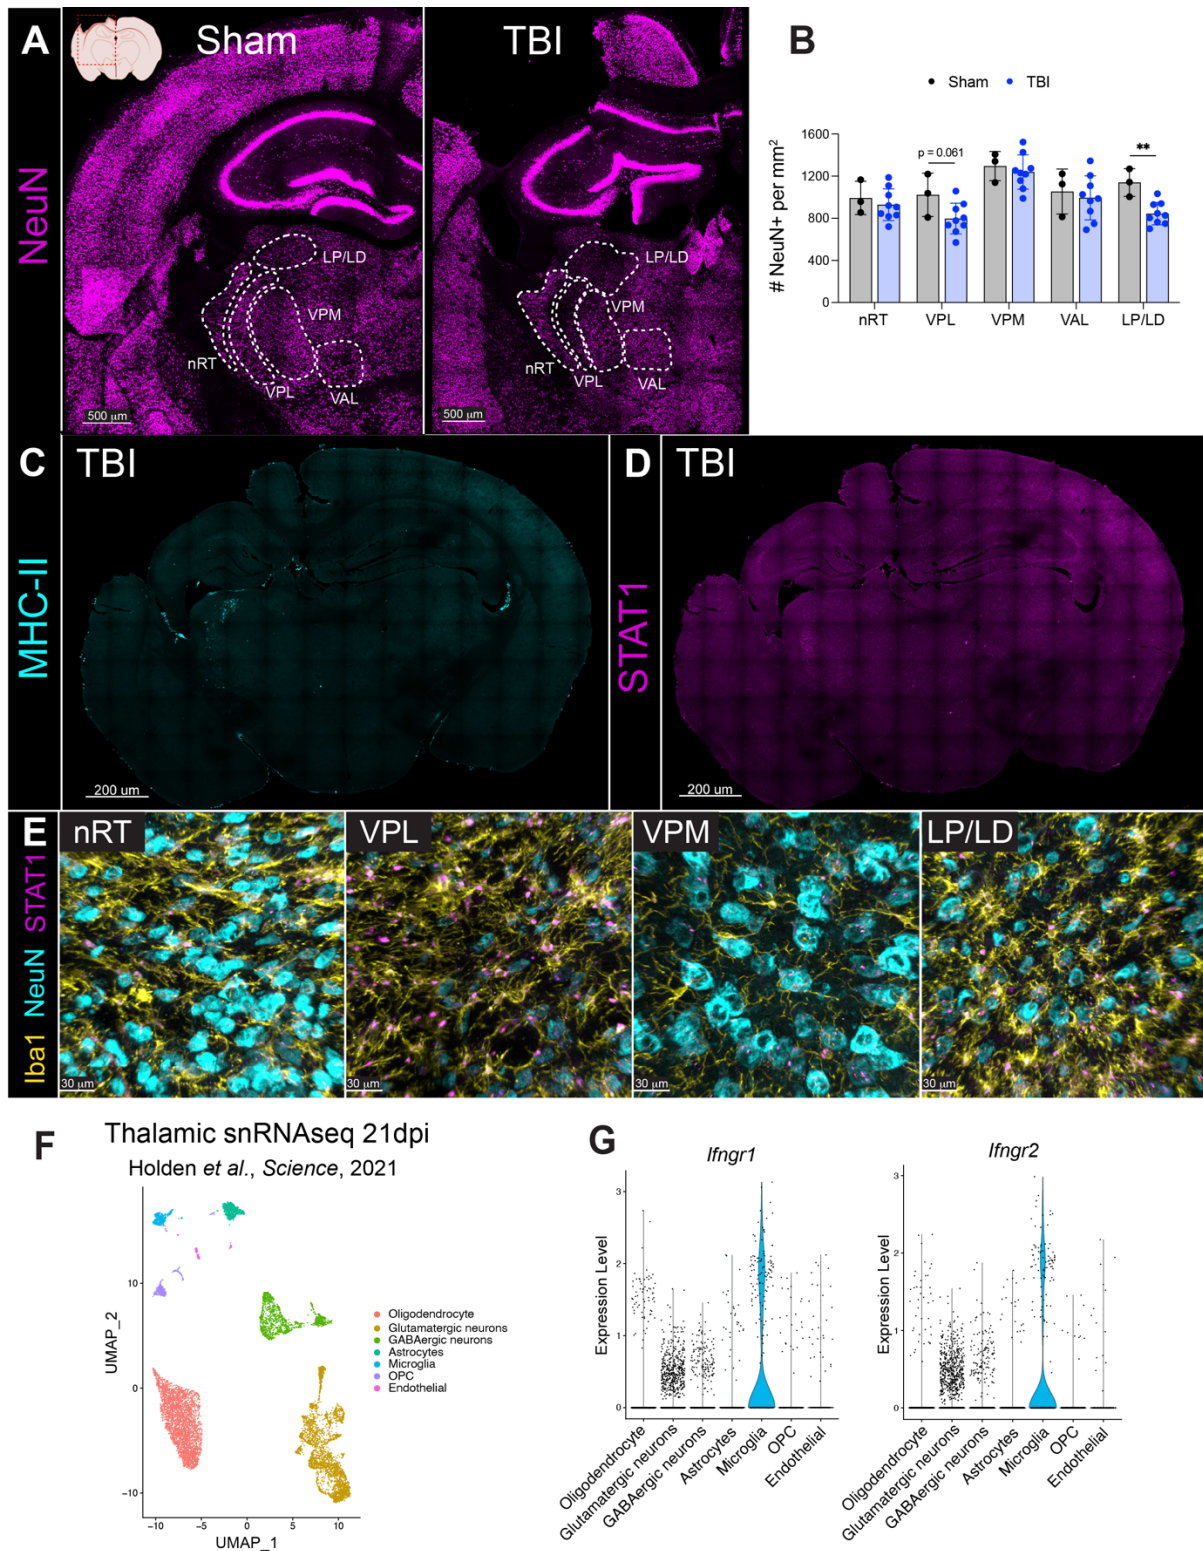 A
Sham
TBI
NeuN
LP/LD
VPM
nRT
VPL
VAL
500 µm
LP/LD
VPM
nRT
VPL
VAL
500 µm
B
Sham
TBI
# NeuN+ per mm²
1600
1200
800
400
0
p = 0.061
**
nRT
VPL
VPM
VAL
LP/LD
C
TBI
MHC-II
200 um
D
TBI
STAT1
200 um
E
Iba1 NeuN STAT1
nRT
VPL
VPM
LP/LD
30 µm
30 µm
30 µm
30 µm
F
Thalamic snRNAseq 21dpi
Holden et al., Science, 2021
UMAP_2
10
0
−10
−10
−5
0
5
10
UMAP_1
Oligodendrocyte
Glutamatergic neurons
GABAergic neurons
Astrocytes
Microglia
OPC
Endothelial
G
Ifngr1
Expression Level
3
2
1
0
Oligodendrocyte
Glutamatergic neurons
GABAergic neurons
Astrocytes
Microglia
OPC
Endothelial
Ifngr2
Expression Level
3
2
1
0
Oligodendrocyte
Glutamatergic neurons
GABAergic neurons
Astrocytes
Microglia
OPC
Endothelial